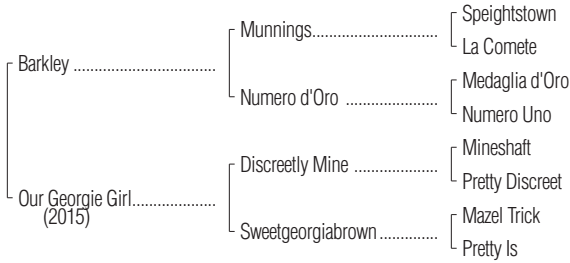 Speightstown
Munnings..............................
La Comete
Barkley ..................................
Medaglia d'Oro
Numero d'Oro ......................
Numero Uno
Mineshaft
Discreetly Mine ....................
Pretty Discreet
Our Georgie Girl....................
(2015)
Mazel Trick
Sweetgeorgiabrown..............
Pretty Is